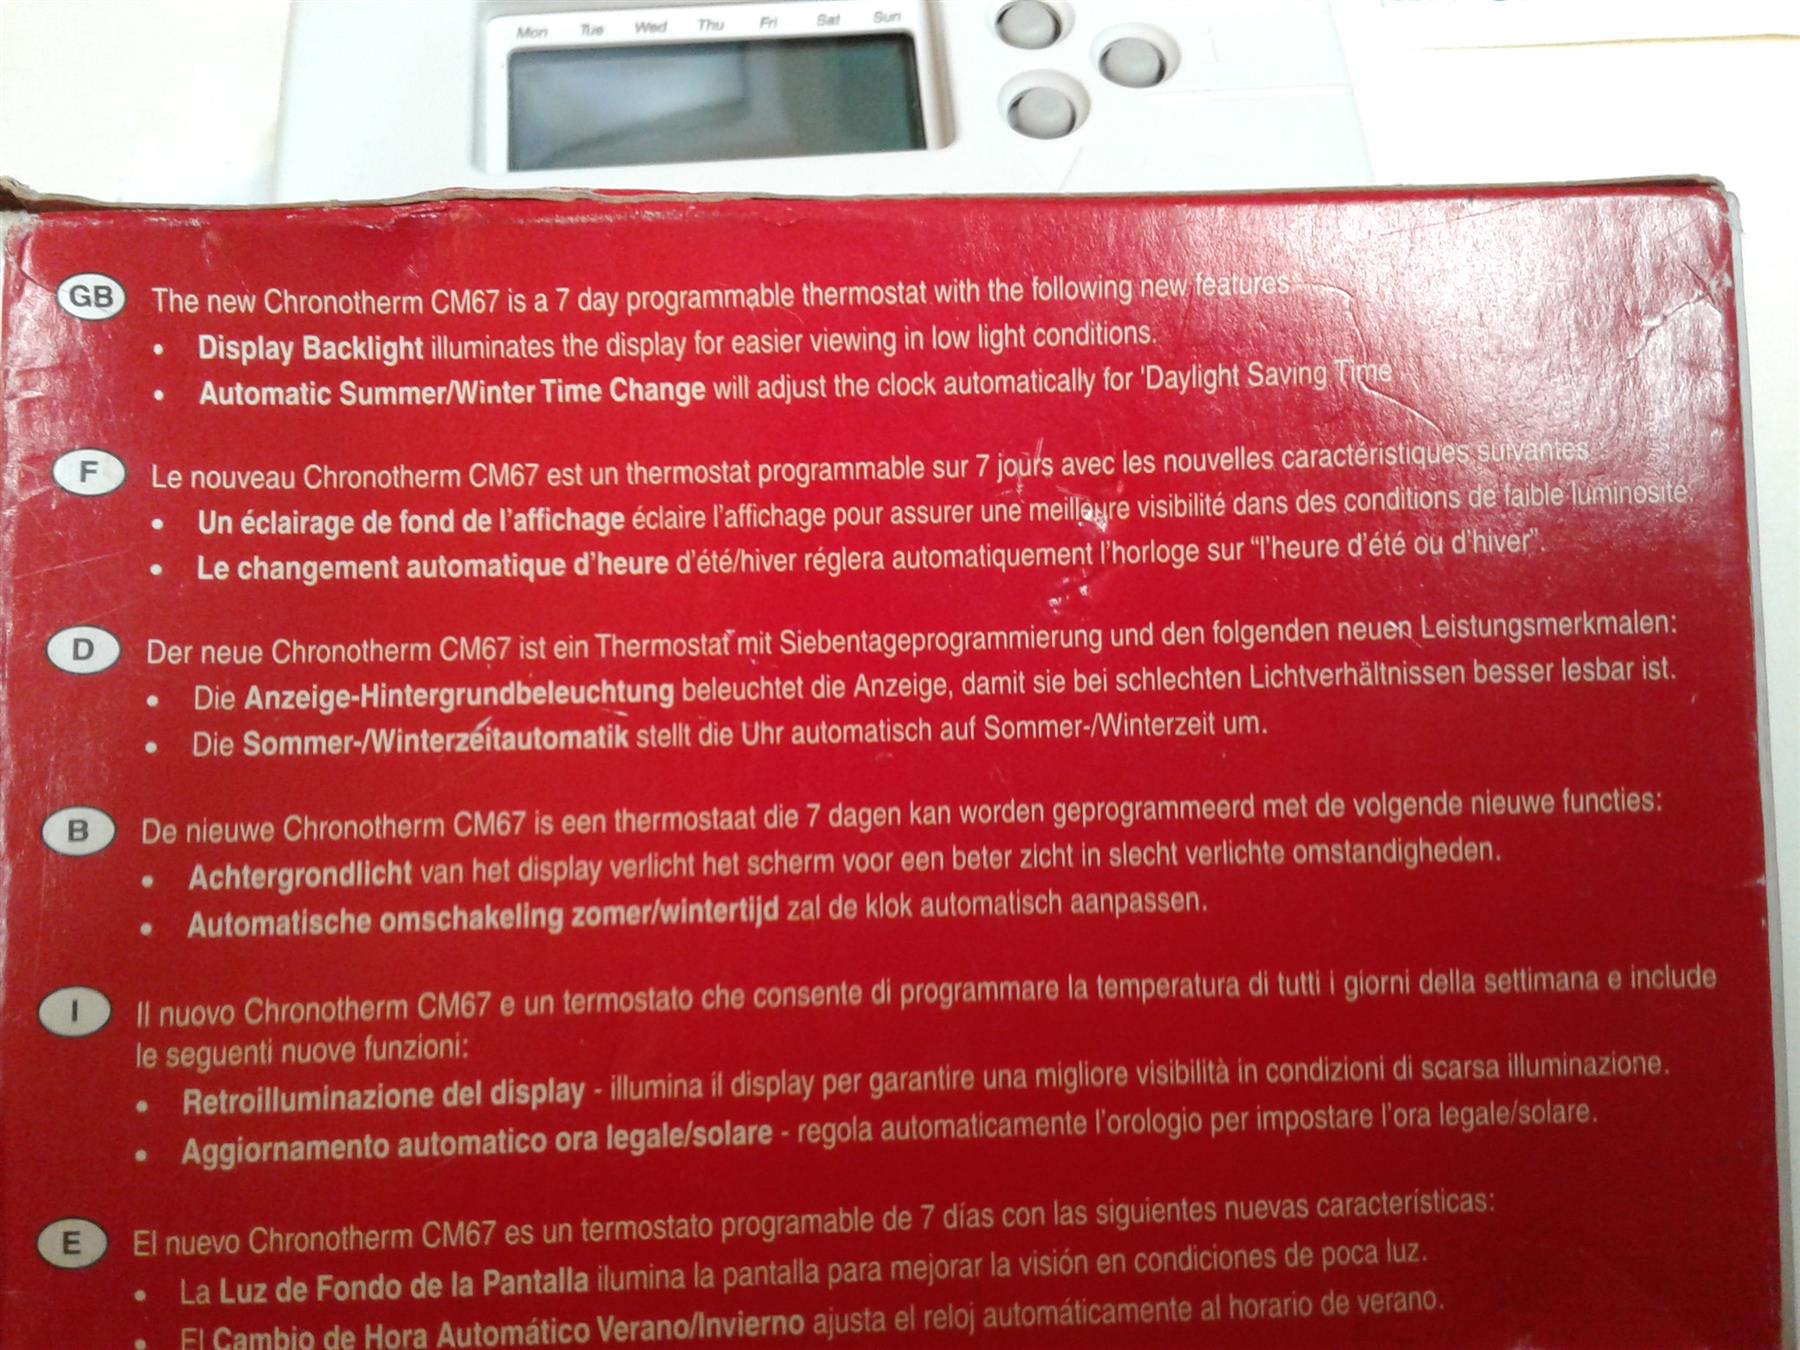 Mon Tue Wed Thu Fri Sat Sun
GB The new Chronotherm CM67 is a 7 day programmable thermostat with the following new features
• Display Backlight illuminates the display for easier viewing in low light conditions.
• Automatic Summer/Winter Time Change will adjust the clock automatically for 'Daylight Saving Time
F Le nouveau Chronotherm CM67 est un thermostat programmable sur 7 jours avec les nouvelles caractéristiques suivantes
• Un éclairage de fond de l'affichage éclaire l'affichage pour assurer une meilleure visibilité dans des conditions de faible luminosité.
• Le changement automatique d'heure d'été/hiver réglera automatiquement l'horloge sur "l'heure d'été ou d'hiver".
D Der neue Chronotherm CM67 ist ein Thermostat mit Siebentageprogrammierung und den folgenden neuen Leistungsmerkmalen:
• Die Anzeige-Hintergrundbeleuchtung beleuchtet die Anzeige, damit sie bei schlechten Lichtverhältnissen besser lesbar ist.
• Die Sommer-/Winterzeitautomatik stellt die Uhr automatisch auf Sommer-/Winterzeit um.
B De nieuwe Chronotherm CM67 is een thermostaat die 7 dagen kan worden geprogrammeerd met de volgende nieuwe functies:
• Achtergrondlicht van het display verlicht het scherm voor een beter zicht in slecht verlichte omstandigheden.
• Automatische omschakeling zomer/wintertijd zal de klok automatisch aanpassen.
I Il nuovo Chronotherm CM67 e un termostato che consente di programmare la temperatura di tutti i giorni della settimana e include
le seguenti nuove funzioni:
• Retroilluminazione del display - illumina il display per garantire una migliore visibilità in condizioni di scarsa illuminazione.
• Aggiornamento automatico ora legale/solare - regola automaticamente l'orologio per impostare l'ora legale/solare.
E El nuevo Chronotherm CM67 es un termostato programable de 7 días con las siguientes nuevas características:
• La Luz de Fondo de la Pantalla ilumina la pantalla para mejorar la visión en condiciones de poca luz.
• El Cambio de Hora Automático Verano/Invierno ajusta el reloj automáticamente al horario de verano.